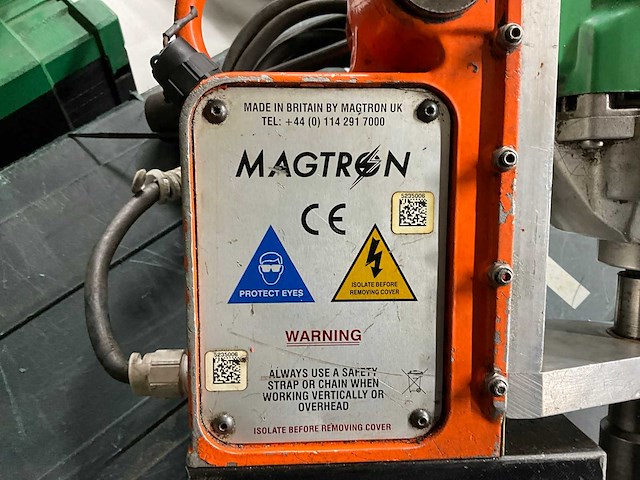 MADE IN BRITAIN BY MAGTRON UK
TEL: +44 (0) 114 291 7000
MAGTRON
CE
5235006
PROTECT EYES
ISOLATE BEFORE
REMOVING COVER
WARNING
5235006
ALWAYS USE A SAFETY
STRAP OR CHAIN WHEN
WORKING VERTICALLY OR
OVERHEAD
ISOLATE BEFORE REMOVING COVER